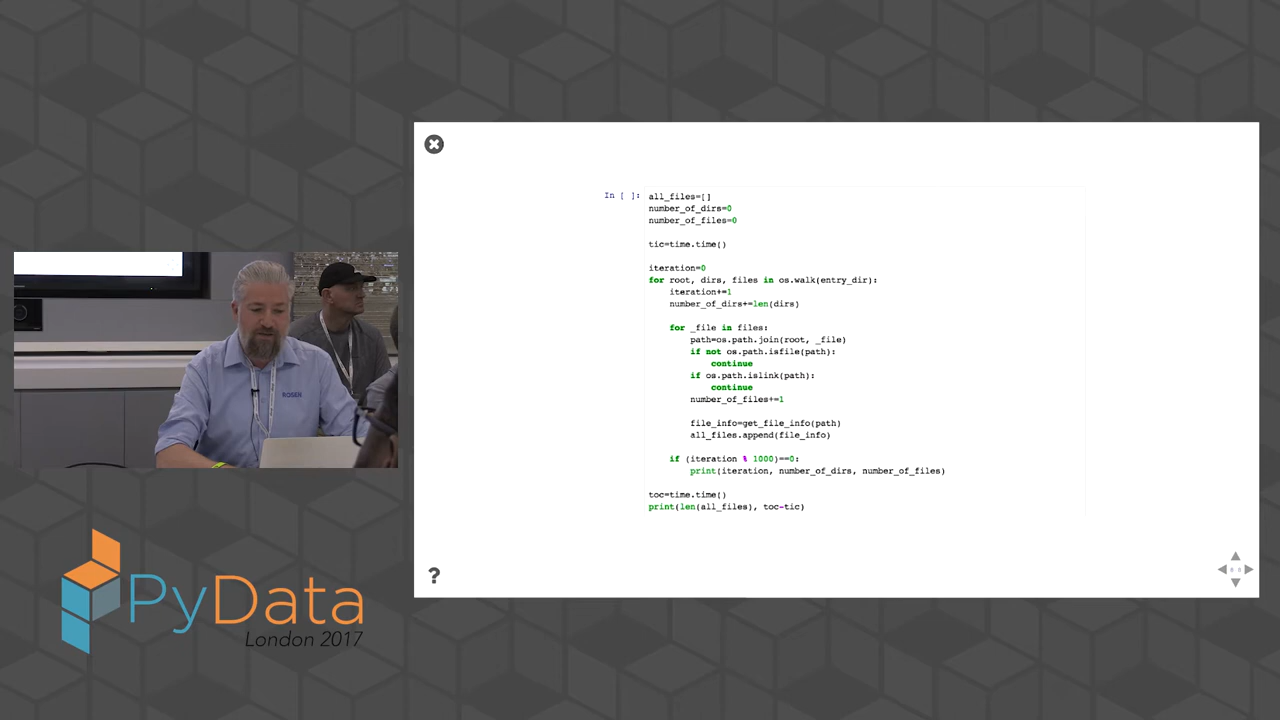 In [ ]:
all_files=[]
number_of_dirs=0
number_of_files=0
tic=time.time()
iteration=0
for root, dirs, files in os.walk(entry_dir):
iteration+=1
number_of_dirs+=len(dirs)
for _file in files:
path=os.path.join(root, _file)
if not os.path.isfile(path):
continue
if os.path.islink(path):
continue
number_of_files+=1
file_info=get_file_info(path)
all_files.append(file_info)
if (iteration % 1000)==0:
print(iteration, number_of_dirs, number_of_files)
toc=time.time()
print(len(all_files), toc-tic)
?
ROSEN
PyData
London 2017